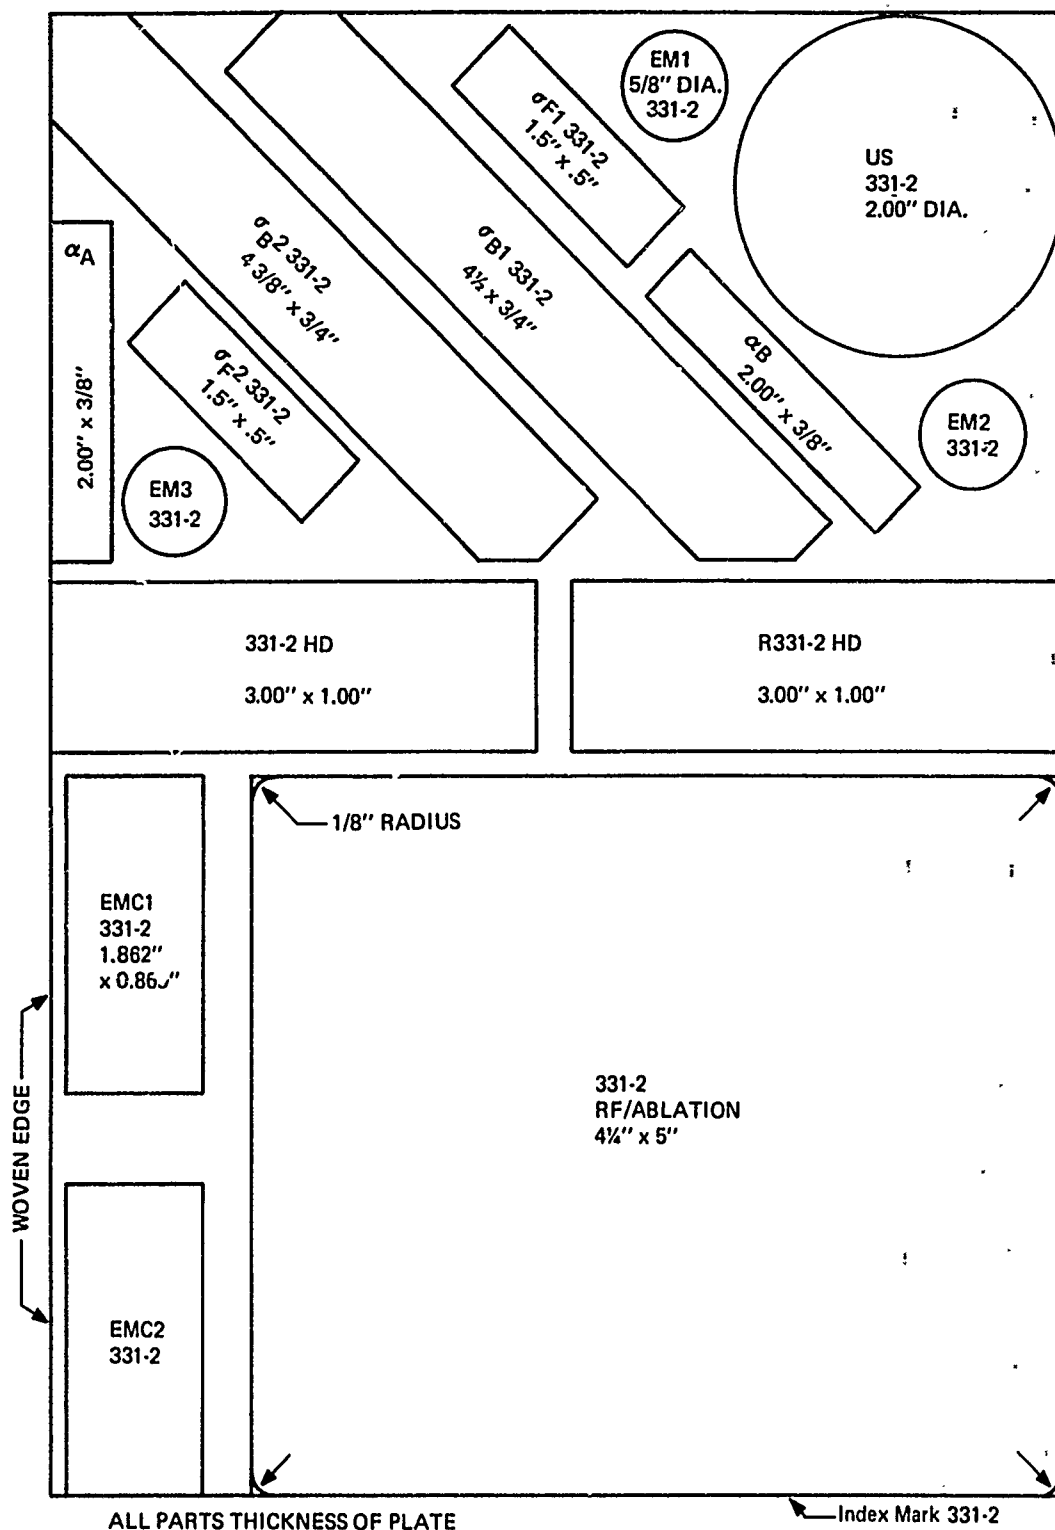 EM1
5/8" DIA.
331-2
US
331-2
2.00" DIA.
σF1 331-2
1.5" x .5"
σB1 331-2
4½ x 3/4"
σB2 331-2
4 3/8" x 3/4"
αA
2.00" x 3/8"
σF2 331-2
1.5" x .5"
αB
2.00" x 3/8"
EM2
331-2
EM3
331-2
331-2 HD
3.00" x 1.00"
R331-2 HD
3.00" x 1.00"
1/8" RADIUS
EMC1
331-2
1.862"
x
WOVEN EDGE
331-2
RF/ABLATION
4¼" x 5"
EMC2
331-2
Index Mark 331-2
ALL PARTS THICKNESS OF PLATE